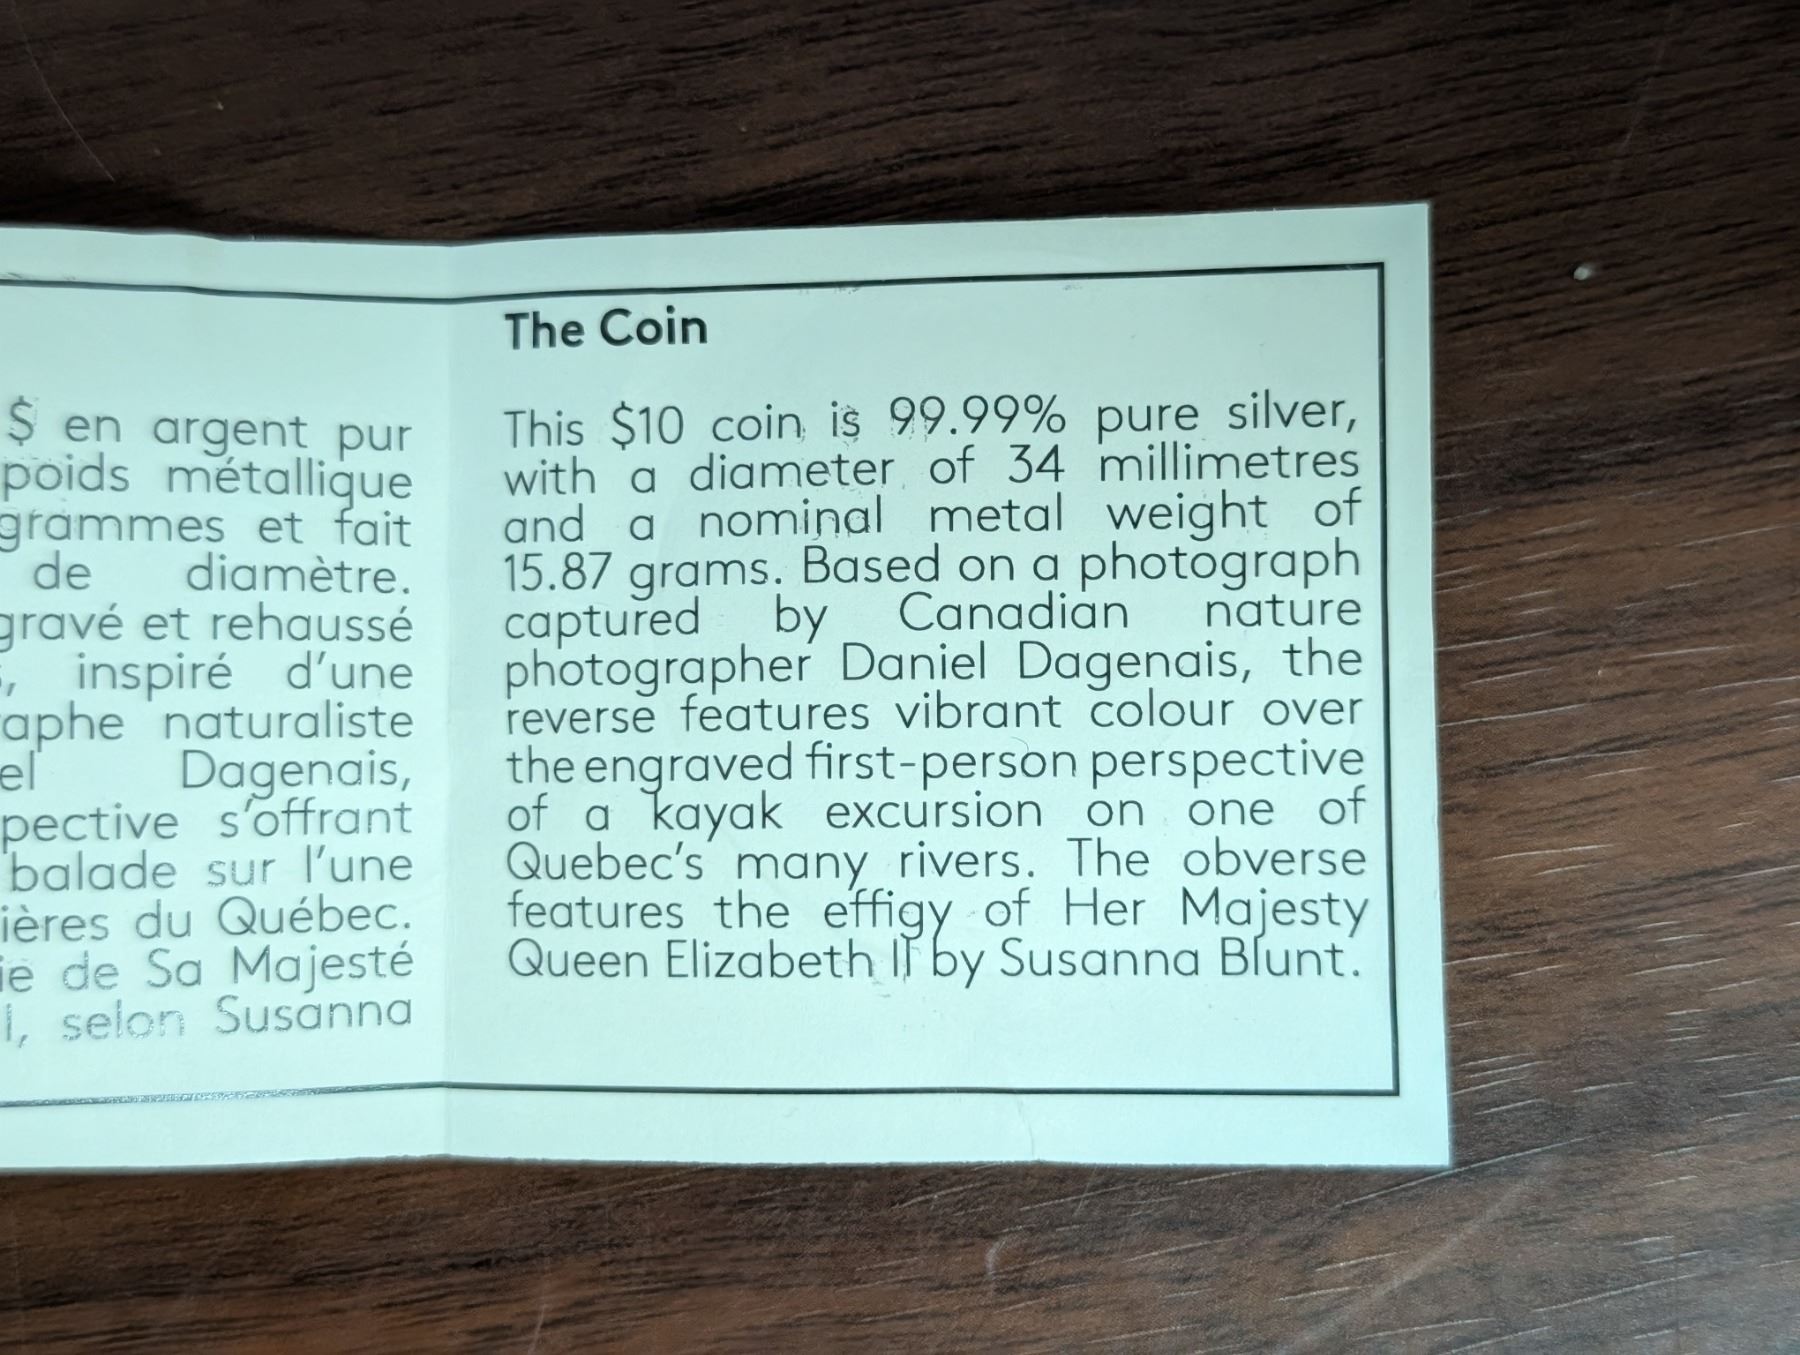 $ en argent pur
poids métallique
grammes et fait
de diamètre.
gravé et rehaussé
, inspiré d'une
aphe naturaliste
el Dagenais,
pective s'offrant
balade sur l'une
ières du Québec.
ie de Sa Majesté
I, selon Susanna
The Coin
This $10 coin is 99.99% pure silver,
with a diameter of 34 millimetres
and a nominal metal weight of
15.87 grams. Based on a photograph
captured by Canadian nature
photographer Daniel Dagenais, the
reverse features vibrant colour over
the engraved first-person perspective
of a kayak excursion on one of
Quebec's many rivers. The obverse
features the effigy of Her Majesty
Queen Elizabeth II by Susanna Blunt.